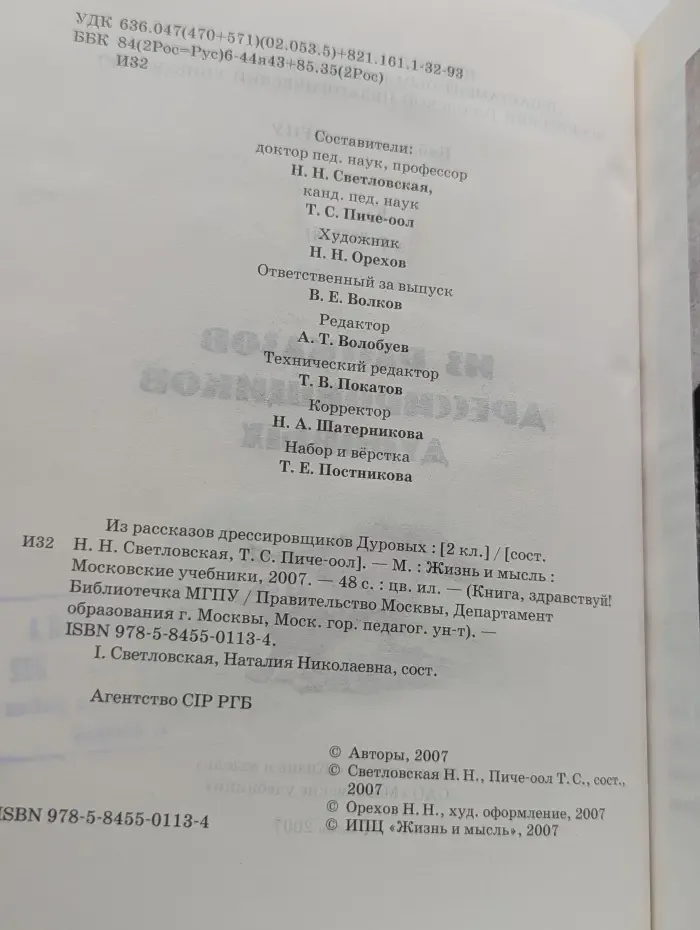 УДК 636.047(470+571)(02.053.5)+821.161.1-32-93
ББК 84(2Рос=Рус)6-44я43+85.35(2Рос)
И32
Составители:
доктор пед. наук, профессор
Н. Н. Светловская,
канд. пед. наук
Т. С. Пиче-оол
Художник
Н. Н. Орехов
Ответственный за выпуск
В. Е. Волков
Редактор
А. Т. Волобуев
Технический редактор
Т. В. Покатов
Корректор
Н. А. Шатерникова
Набор и вёрстка
Т. Е. Постникова
Из рассказов дрессировщиков Дуровых : [2 кл.] / [сост.
И32 Н. Н. Светловская, Т. С. Пиче-оол]. — М. : Жизнь и мысль :
Московские учебники, 2007. — 48 с. : цв. ил. — (Книга, здравствуй!
Библиотечка МГПУ / Правительство Москвы, Департамент
образования г. Москвы, Моск. гор. педагог. ун-т). —
ISBN 978-5-8455-0113-4.
I. Светловская, Наталия Николаевна, сост.
Агентство CIP РГБ
© Авторы, 2007
© Светловская Н. Н., Пиче-оол Т. С., сост.,
2007
© Орехов Н. Н., худ. оформление, 2007
ISBN 978-5-8455-0113-4
© ИПЦ «Жизнь и мысль», 2007